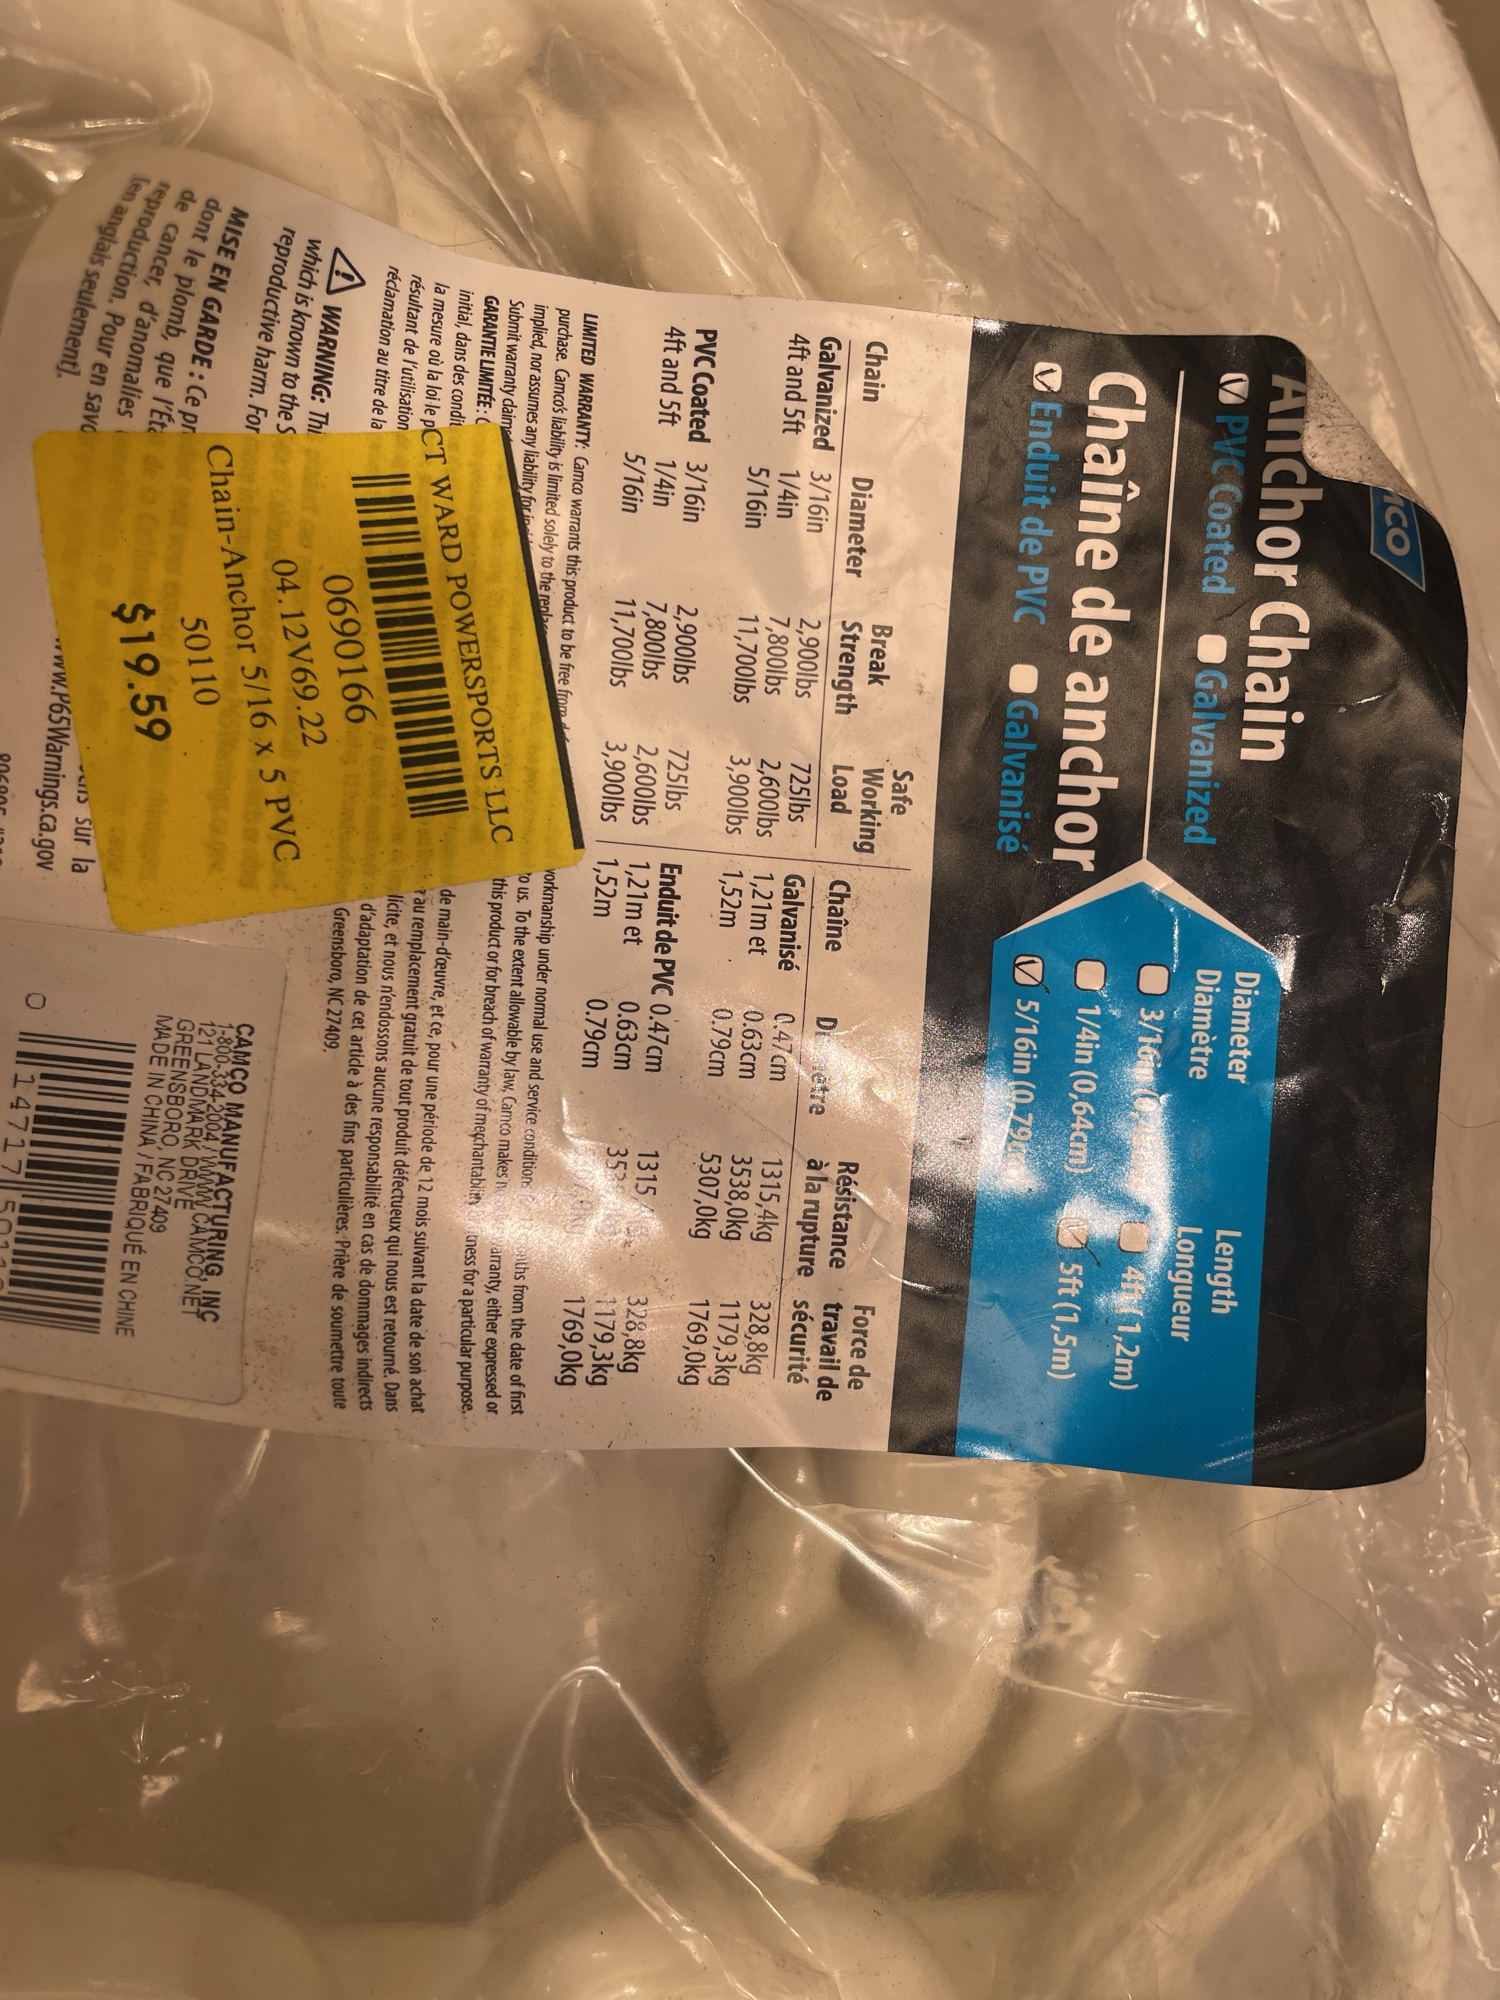 CO
Anchor Chain
PVC Coated Galvanized
Chaîne de anchor
Enduit de PVC Galvanisé
Diameter
Diamètre
3/16in
1/4in (0,64cm)
5/16in (0,79cm)
Length
Longueur
4ft ( 1,2m)
5ft (1,5m)
Chain Diameter Break Strength Safe Working Load
Galvanized 3/16in 2,900lbs 725lbs
4ft and 5ft 1/4in 7,800lbs 2,600lbs
5/16in 11,700lbs 3,900lbs
PVC Coated 3/16in 2,900lbs 725lbs
4ft and 5ft 1/4in 7,800lbs 2,600lbs
5/16in 11,700lbs 3,900lbs
Chaîne Résistance à la rupture Force de travail de sécurité
Galvanisé 0.47cm 1315,4kg 328,8kg
1,21m et 0.63cm 3538,0kg 1179,3kg
1,52m 0.79cm 5307,0kg 1769,0kg
Enduit de PVC 0.47cm 1315 328,8kg
1,21m et 0.63cm 1179,3kg
1,52m 0.79cm 1769,0kg
LIMITED WARRANTY: Camco warrants this product to be free from workmanship under normal use and service from the date of first
purchase. Camco's liability is limited solely to the to us. To the extent allowable by law, Camco makes warranty, either expressed or
implied, nor assumes any liability for this product or for breach of warranty of for a particular purpose.
Submit warranty claims
GARANTIE LIMITÉE : de main-d'œuvre, et ce, pour une période de 12 mois suivant la date de son achat
initial, dans des au remplacement gratuit de tout produit défectueux qui nous est retourné. Dans
la mesure où la loi le et nous n'endossons aucune responsabilité en cas de dommages indirects
résultant de l'utilisation d'adaptation de cet article à des fins particulières. Prière de soumettre toute
réclamation au titre de la Greensboro, NC 27409.
WARNING:
which is known to the
reproductive harm. For
MISE EN GARDE : Ce
dont le plomb, que
de cancer, d'anomalies
reproduction. Pour en
[en anglais seulement].
sur la
www.P65Warnings.ca.gov
CT WARD POWERSPORTS LLC
0690166
04.12V69.22
Chain-Anchor 5/16 x 5 PVC
50110
$19.59
CAMCO MANUFACTURING, INC
1-800-334-2004 / WWW.CAMCO.NET
121 LANDMARK DRIVE
GREENSBORO, NC 27409
MADE IN CHINA / FABRIQUÉ EN CHINE
0 14717 50110